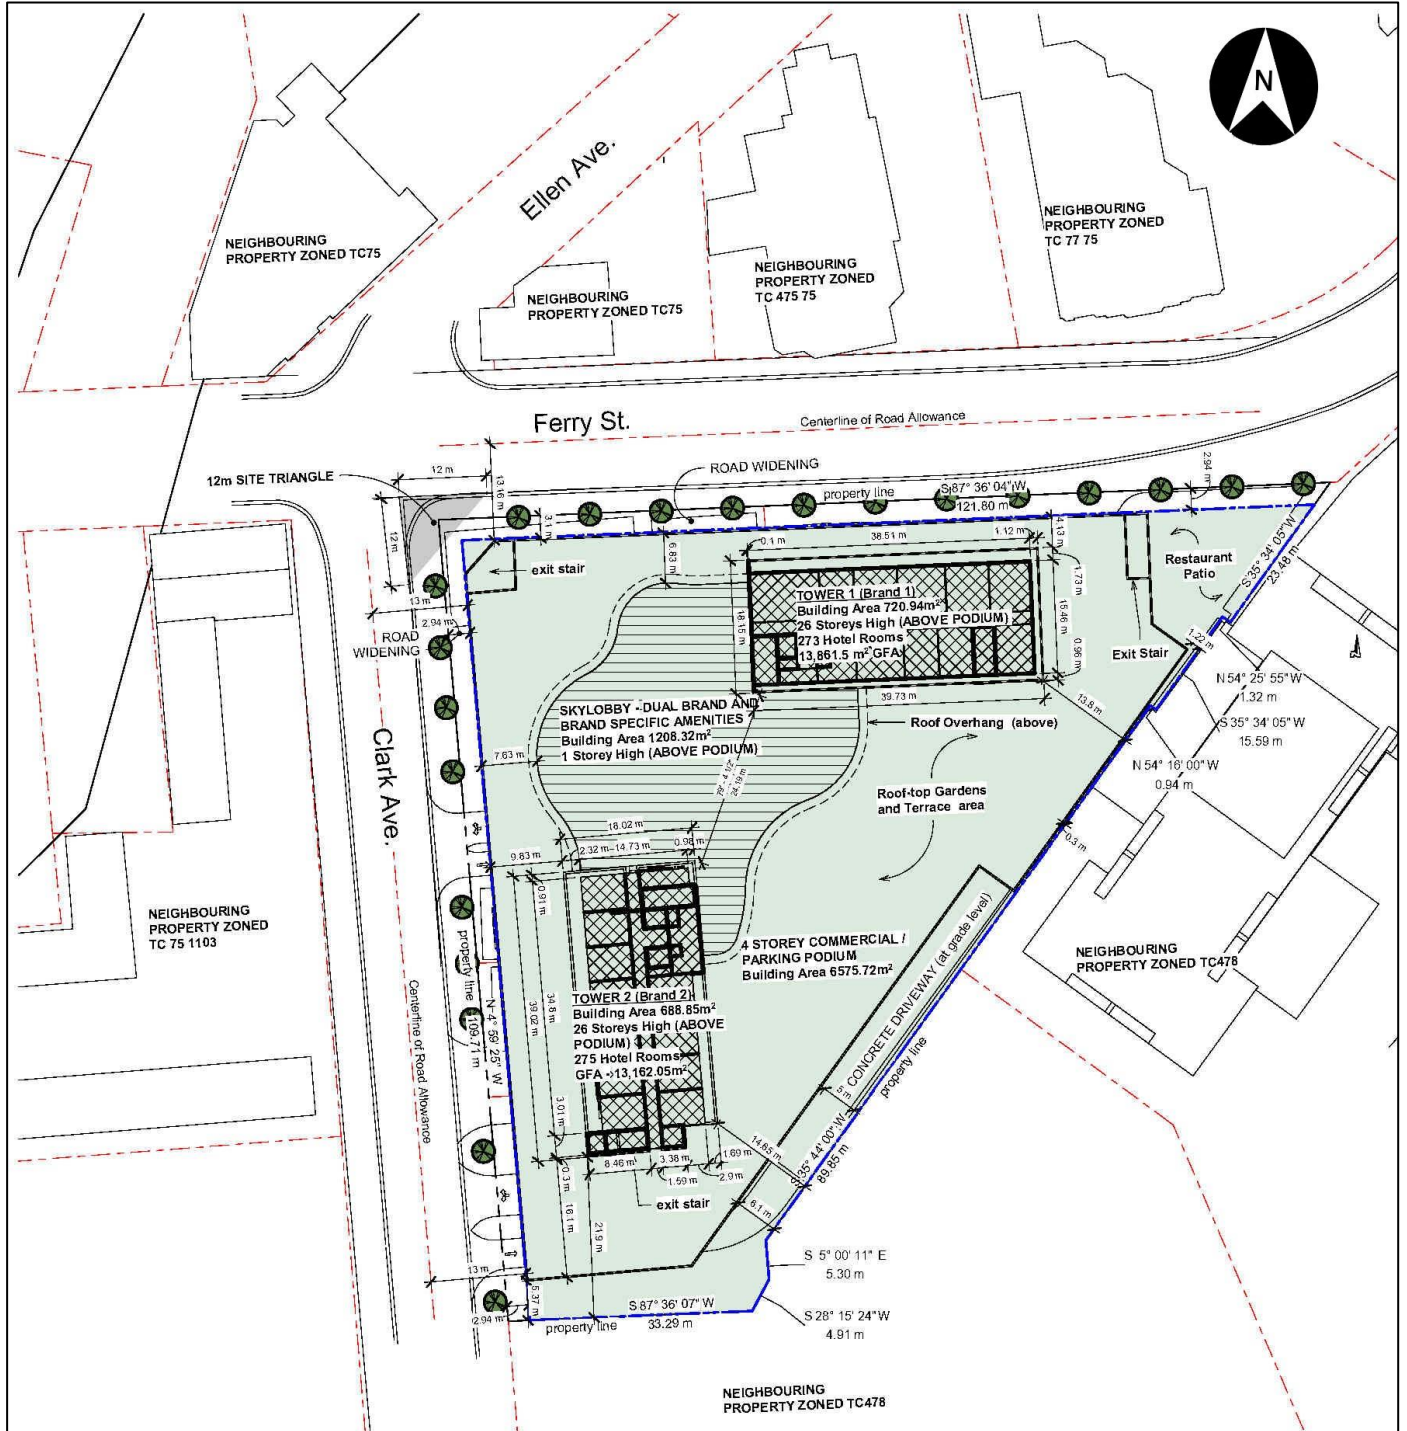 N
Ellen Ave.
NEIGHBOURING
PROPERTY ZONED TC75
NEIGHBOURING
PROPERTY ZONED TC75
NEIGHBOURING
PROPERTY ZONED
TC 475 75
NEIGHBOURING
PROPERTY ZONED
TC 77 75
Ferry St.
Centerline of Road Allowance
12m SITE TRIANGLE
12 m
13.16 m
ROAD WIDENING
property line
S 87° 36' 04" W
121.80 m
2.94 m
12m
3.1 m
6.83 m
0.1 m
38.51 m
1.12 m
4.13 m
exit stair
Restaurant
Patio
S 35° 34' 05" W
23.48 m
13 m
2.94 m
ROAD
WIDENING
18.15 m
TOWER 1 (Brand 1)
Building Area 720.94m²
26 Storeys High (ABOVE PODIUM)
273 Hotel Rooms
13,861.5 m² GFA
1.73 m
15.46 m
0.96 m
Exit Stair
1.22 m
N 54° 25' 55" W
1.32 m
S 35° 34' 05" W
15.59 m
N 54° 16' 00" W
0.94 m
39.73 m
13.8 m
SKYLOBBY - DUAL BRAND AND
BRAND SPECIFIC AMENITIES
Building Area 1208.32m²
1 Storey High (ABOVE PODIUM)
Roof Overhang (above)
7.63 m
Clark Ave.
79' - 4 1/2"
24.19 m
Roof-top Gardens
and Terrace area
0.3 m
18.02 m
2.32 m
14.73 m
0.98 m
9.83 m
0.91 m
NEIGHBOURING
PROPERTY ZONED
TC 75 1103
property line
N 4° 59' 25" W
109.71 m
Centerline of Road Allowance
4 STOREY COMMERCIAL /
PARKING PODIUM
Building Area 6575.72m²
CONCRETE DRIVEWAY (at grade level)
property line
NEIGHBOURING
PROPERTY ZONED TC478
34.8 m
39.02 m
TOWER 2 (Brand 2)
Building Area 688.85m²
26 Storeys High (ABOVE
PODIUM)
275 Hotel Rooms
GFA - 13,162.05m²
5 m
3.01 m
0.3 m
8.46 m
3.38 m
1.69 m
1.59 m
2.9 m
14.65 m
S 35° 44' 00" W
89.85 m
exit stair
16.1 m
21.9 m
6.1 m
S 5° 00' 11" E
5.30 m
13 m
5.37 m
S 87° 36' 07" W
33.29 m
S 28° 15' 24" W
4.91 m
2.94 m
property line
NEIGHBOURING
PROPERTY ZONED TC478